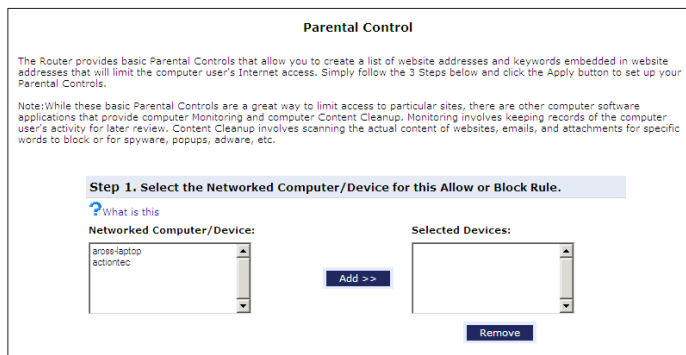 Parental Control
The Router provides basic Parental Controls that allow you to create a list of website addresses and keywords embedded in website
addresses that will limit the computer user's Internet access. Simply follow the 3 Steps below and click the Apply button to set up your
Parental Controls.
Note:While these basic Parental Controls are a great way to limit access to particular sites, there are other computer software
applications that provide computer Monitoring and computer Content Cleanup. Monitoring involves keeping records of the computer
user's activity for later review. Content Cleanup involves scanning the actual content of websites, emails, and attachments for specific
words to block or for spyware, popups, adware, etc.
Step 1. Select the Networked Computer/Device for this Allow or Block Rule.
?What is this
Networked Computer/Device:
Selected Devices:
aross-laptop
actiontec
Add >>
Remove